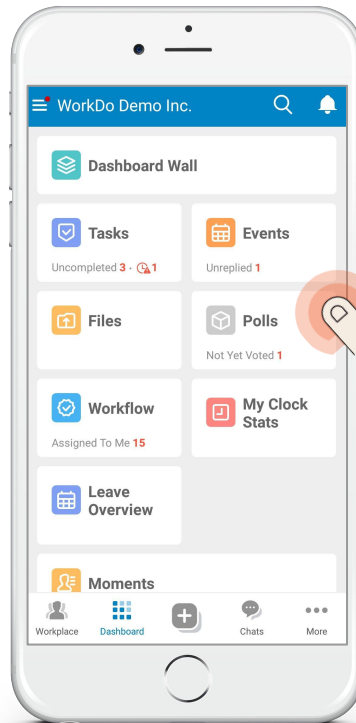 WorkDo Demo Inc.
Dashboard Wall
Tasks
Uncompleted 3 · 1
Events
Unreplied 1
Files
Polls
Not Yet Voted 1
Workflow
Assigned To Me 15
My Clock
Stats
Leave
Overview
Moments
Workplace
Dashboard
Chats
More